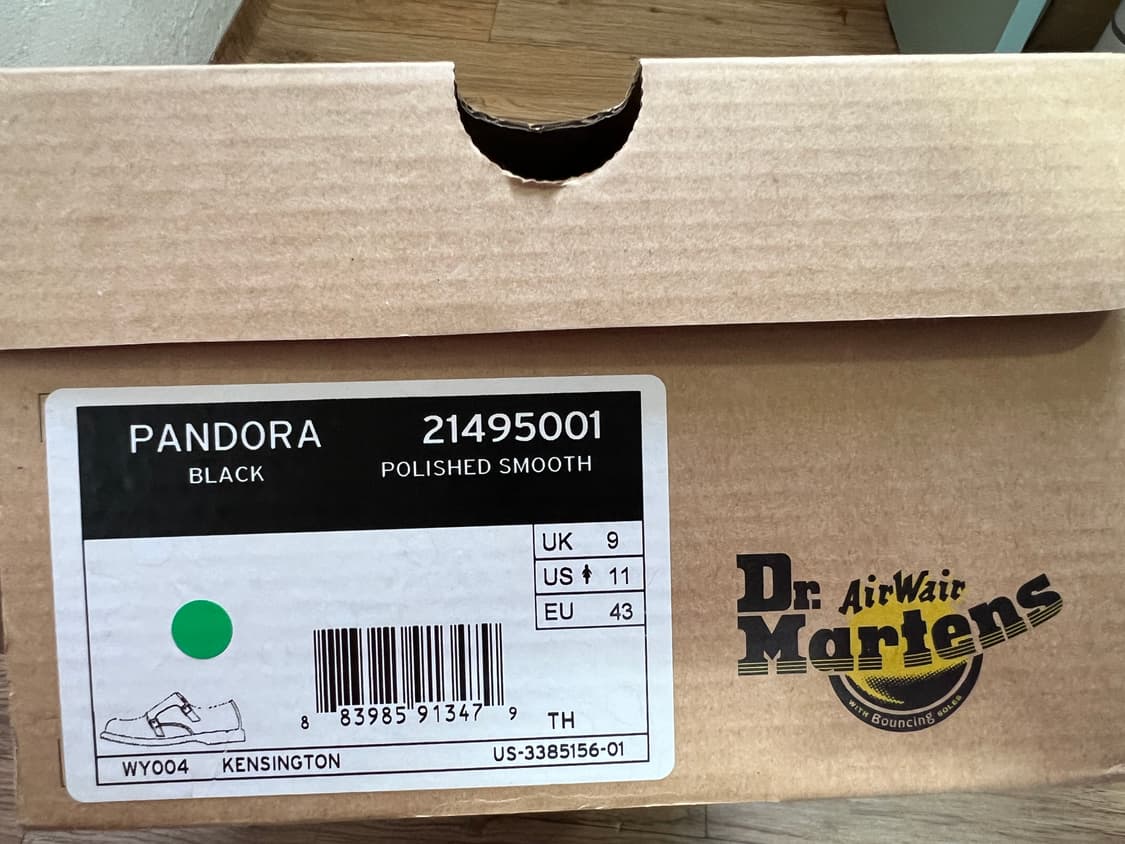 PANDORA 21495001
BLACK POLISHED SMOOTH
UK 9
US 11
EU 43
8 83985 91347 9
TH
WY004 KENSINGTON US-3385156-01
Dr. AirWair
Martens
WITH Bouncing SOLES